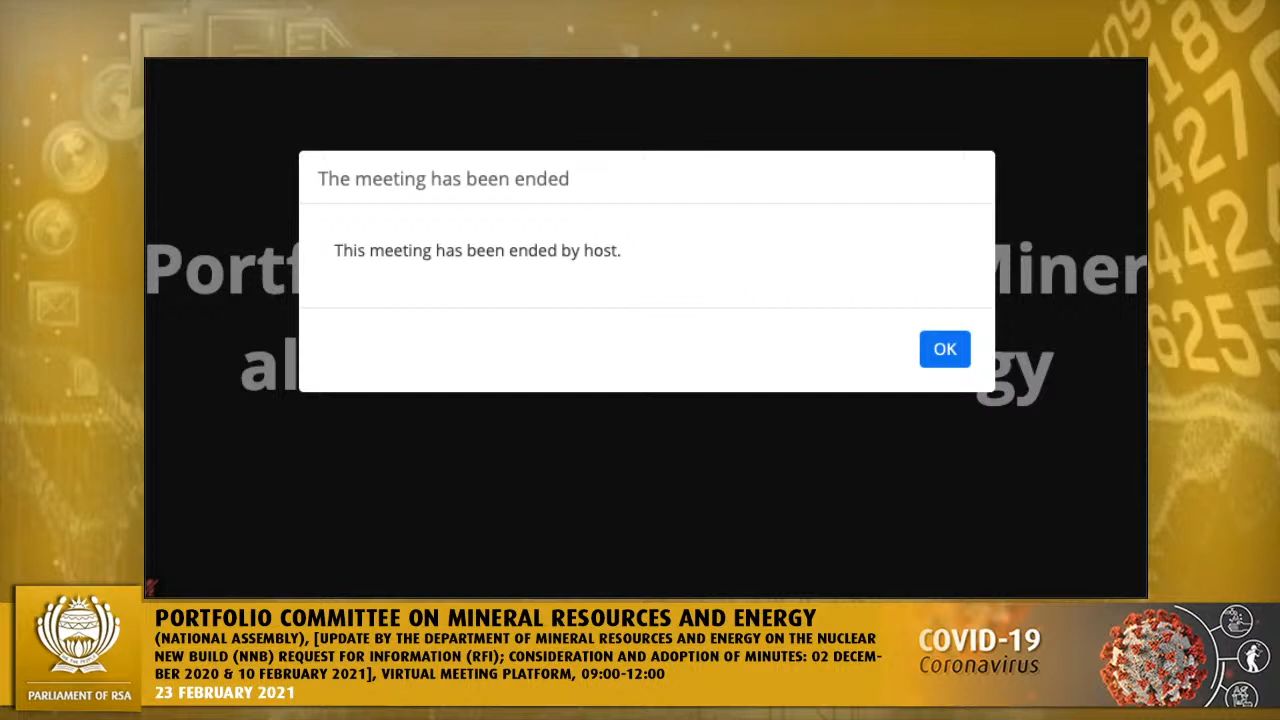 The meeting has been ended
This meeting has been ended by host.
OK
PORTFOLIO COMMITTEE ON MINERAL RESOURCES AND ENERGY
(NATIONAL ASSEMBLY), [UPDATE BY THE DEPARTMENT OF MINERAL RESOURCES AND ENERGY ON THE NUCLEAR
NEW BUILD (NNB) REQUEST FOR INFORMATION (RFI); CONSIDERATION AND ADOPTION OF MINUTES: 02 DECEM-
BER 2020 & 10 FEBRUARY 2021], VIRTUAL MEETING PLATFORM, 09:00-12:00
23 FEBRUARY 2021
PARLIAMENT OF RSA
COVID-19
Coronavirus